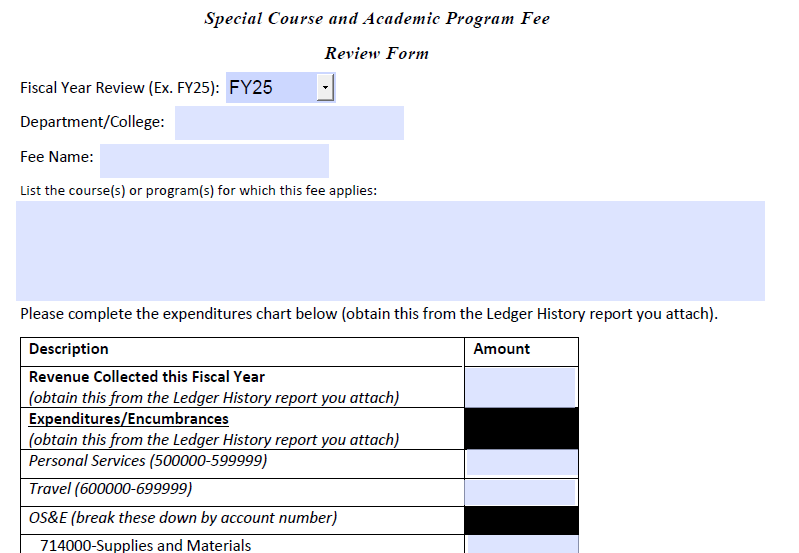 Special Course and Academic Program Fee
Review Form
Fiscal Year Review (Ex. FY25): FY25
Department/College:
Fee Name:
List the course(s) or program(s) for which this fee applies:
Please complete the expenditures chart below (obtain this from the Ledger History report you attach).
Description Amount
Revenue Collected this Fiscal Year
(obtain this from the Ledger History report you attach)
Expenditures/Encumbrances
(obtain this from the Ledger History report you attach)
Personal Services (500000-599999)
Travel (600000-699999)
OS&E (break these down by account number)
714000-Supplies and Materials